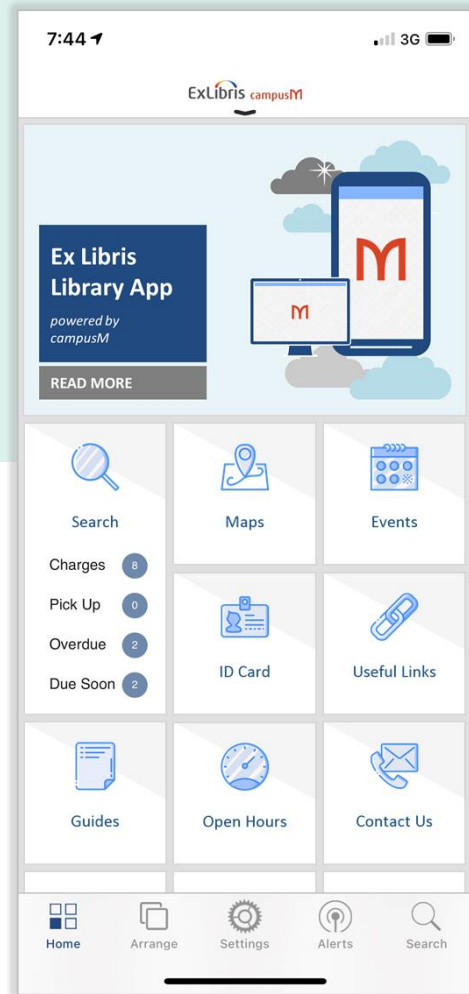 7:44
3G
ExLibris campusM
Ex Libris
Library App
powered by
campusM
READ MORE
Search
Maps
Events
Charges 8
Pick Up 0
Overdue 2
Due Soon 2
ID Card
Useful Links
Guides
Open Hours
Contact Us
Home
Arrange
Settings
Alerts
Search